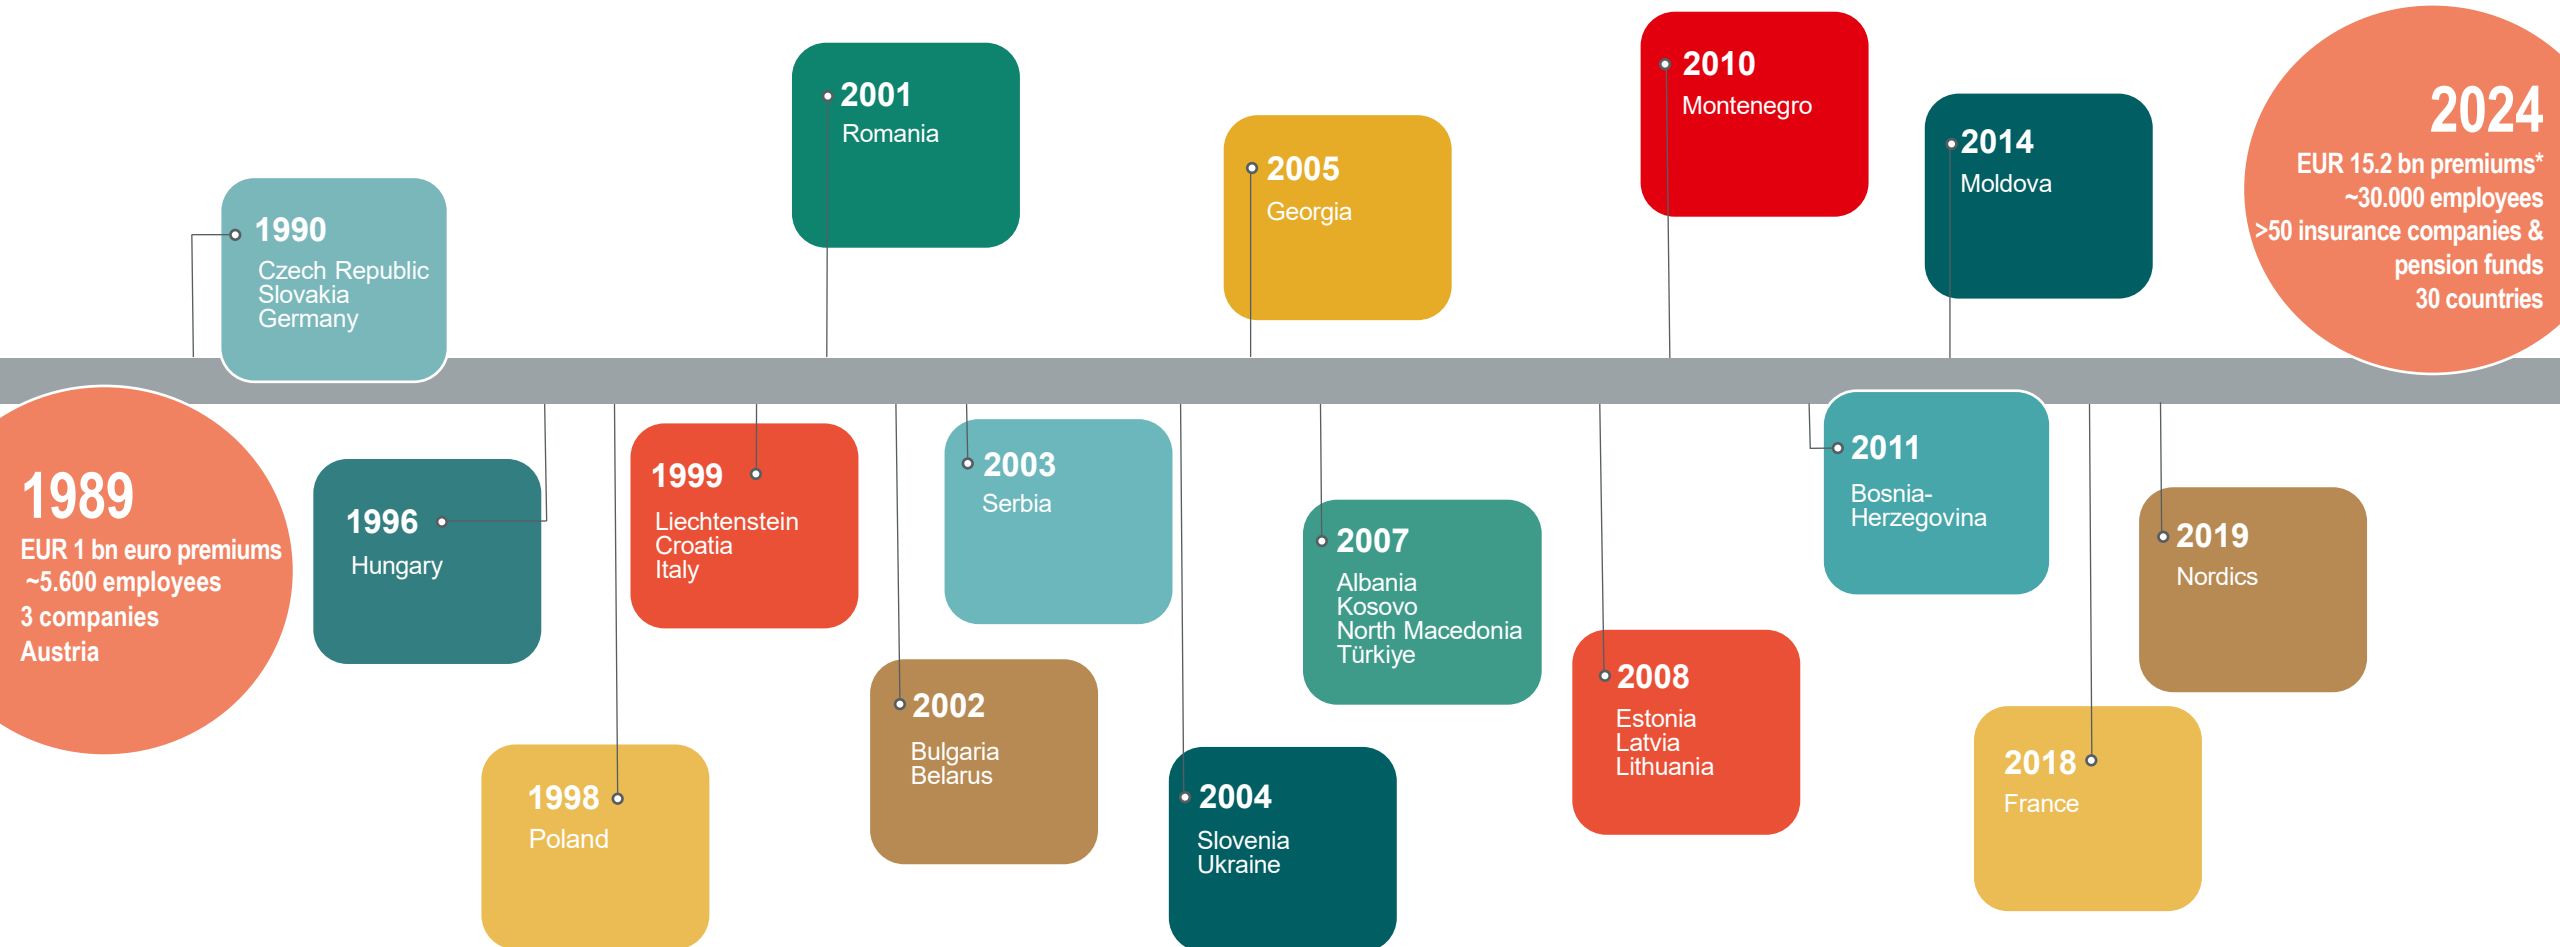 1989
EUR 1 bn euro premiums
~5.600 employees
3 companies
Austria
1990
Czech Republic
Slovakia
Germany
1996
Hungary
1998
Poland
1999
Liechtenstein
Croatia
Italy
2001
Romania
2002
Bulgaria
Belarus
2003
Serbia
2004
Slovenia
Ukraine
2005
Georgia
2007
Albania
Kosovo
North Macedonia
Türkiye
2008
Estonia
Latvia
Lithuania
2010
Montenegro
2011
Bosnia-
Herzegovina
2014
Moldova
2018
France
2019
Nordics
2024
EUR 15.2 bn premiums*
~30.000 employees
>50 insurance companies &
pension funds
30 countries